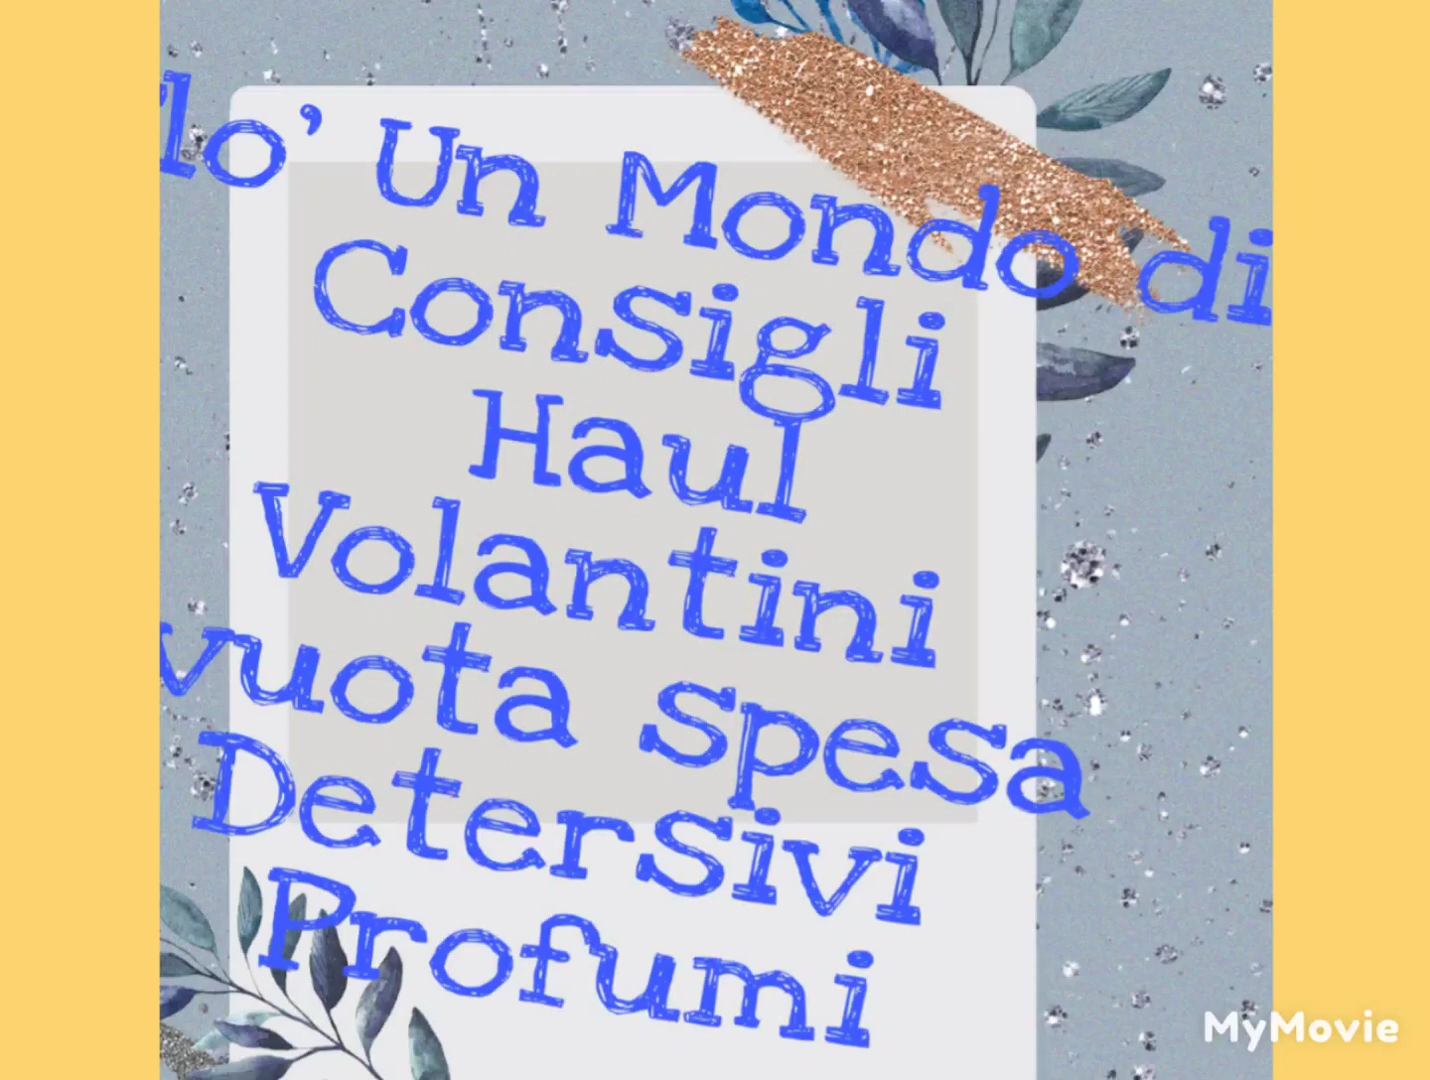 lo' Un Mondo di
Consigli
Haul
Volantini
vuota spesa
Detersivi
Profumi
MyMovie